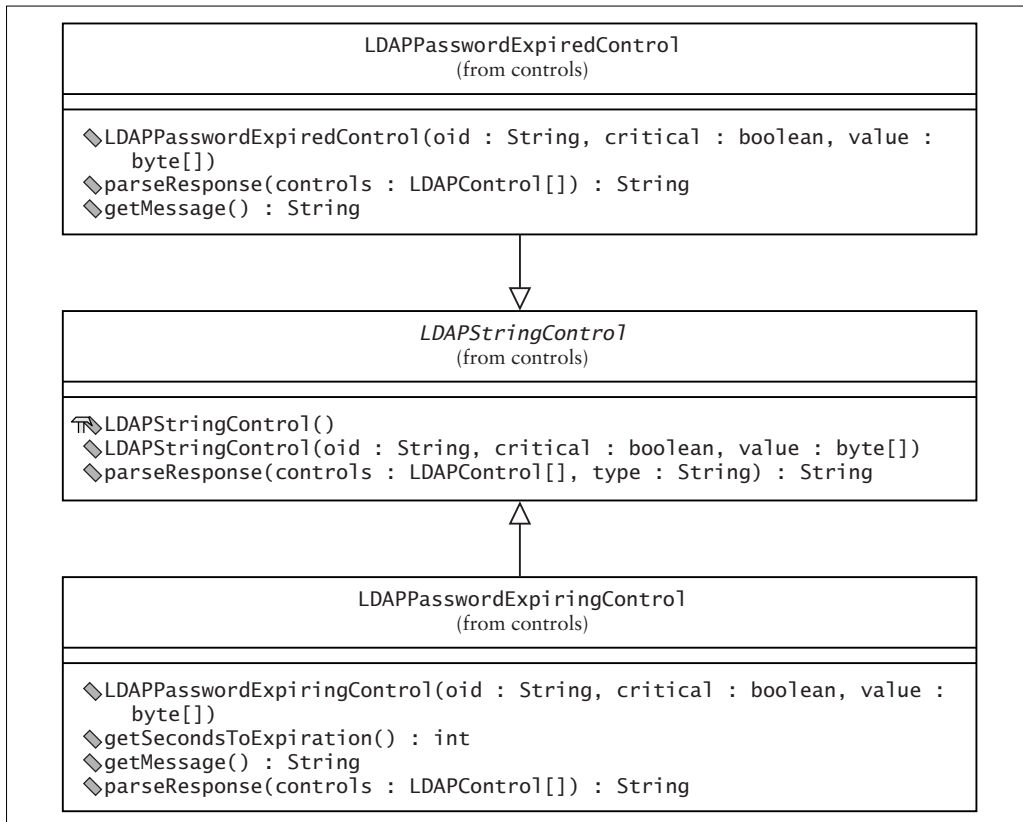 LDAPPasswordExpiredControl
(from controls)
LDAPPasswordExpiredControl(oid : String, critical : boolean, value :
byte[])
parseResponse(controls : LDAPControl[]) : String
getMessage() : String
LDAPStringControl
(from controls)
LDAPStringControl()
LDAPStringControl(oid : String, critical : boolean, value : byte[])
parseResponse(controls : LDAPControl[], type : String) : String
LDAPPasswordExpiringControl
(from controls)
LDAPPasswordExpiringControl(oid : String, critical : boolean, value :
byte[])
getSecondsToExpiration() : int
getMessage() : String
parseResponse(controls : LDAPControl[]) : String